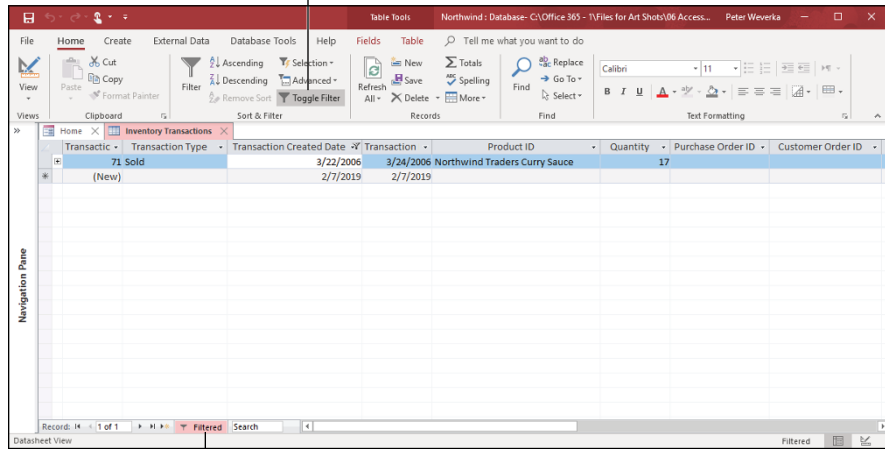 Table Tools Northwind : Database- C:\Office 365 - 1\Files for Art Shots\06 Access... Peter Weverka
File Home Create External Data Database Tools Help Fields Table Tell me what you want to do
View
Views
Paste
Cut
Copy
Format Painter
Clipboard
Filter
Ascending
Descending
Remove Sort
Selection
Advanced
Toggle Filter
Sort & Filter
Refresh
All
New
Save
Delete
Totals
Spelling
More
Records
Find
Replace
Go To
Select
Find
Calibri 11
B I U A
Text Formatting
» Home Inventory Transactions
Transactic Transaction Type Transaction Created Date Transaction Product ID Quantity Purchase Order ID Customer Order ID
71 Sold 3/22/2006 3/24/2006 Northwind Traders Curry Sauce 17
(New) 2/7/2019 2/7/2019
Navigation Pane
Record: 1 of 1 Filtered Search
Datasheet View Filtered